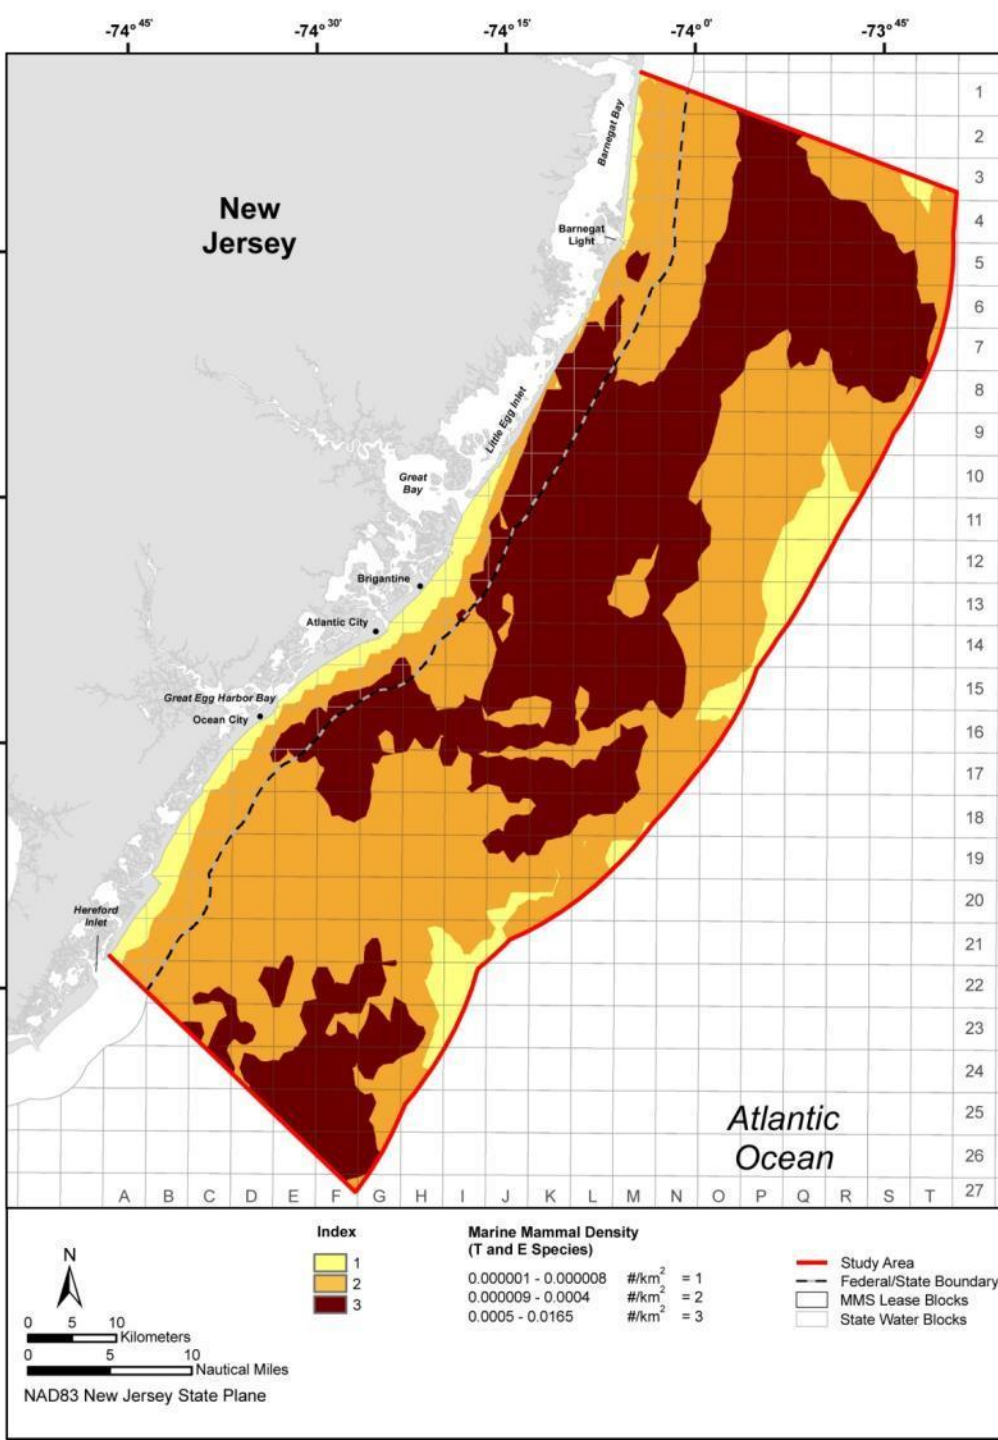 -74° 45'
-74° 30'
-74° 15'
-74° 0'
-73° 45'
1
2
3
4
5
6
7
8
9
10
11
12
13
14
15
16
17
18
19
20
21
22
23
24
25
26
27
Barnegat Bay
New
Jersey
Barnegat
Light
Little Egg Inlet
Great
Bay
Brigantine
Atlantic City
Great Egg Harbor Bay
Ocean City
Hereford
Inlet
Atlantic
Ocean
A B C D E F G H I J K L M N O P Q R S T
N
0 5 10
Kilometers
0 5 10
Nautical Miles
NAD83 New Jersey State Plane
Index
1
2
3
Marine Mammal Density
(T and E Species)
0.000001 - 0.000008 #/km² = 1
0.000009 - 0.0004 #/km² = 2
0.0005 - 0.0165 #/km² = 3
Study Area
Federal/State Boundary
MMS Lease Blocks
State Water Blocks